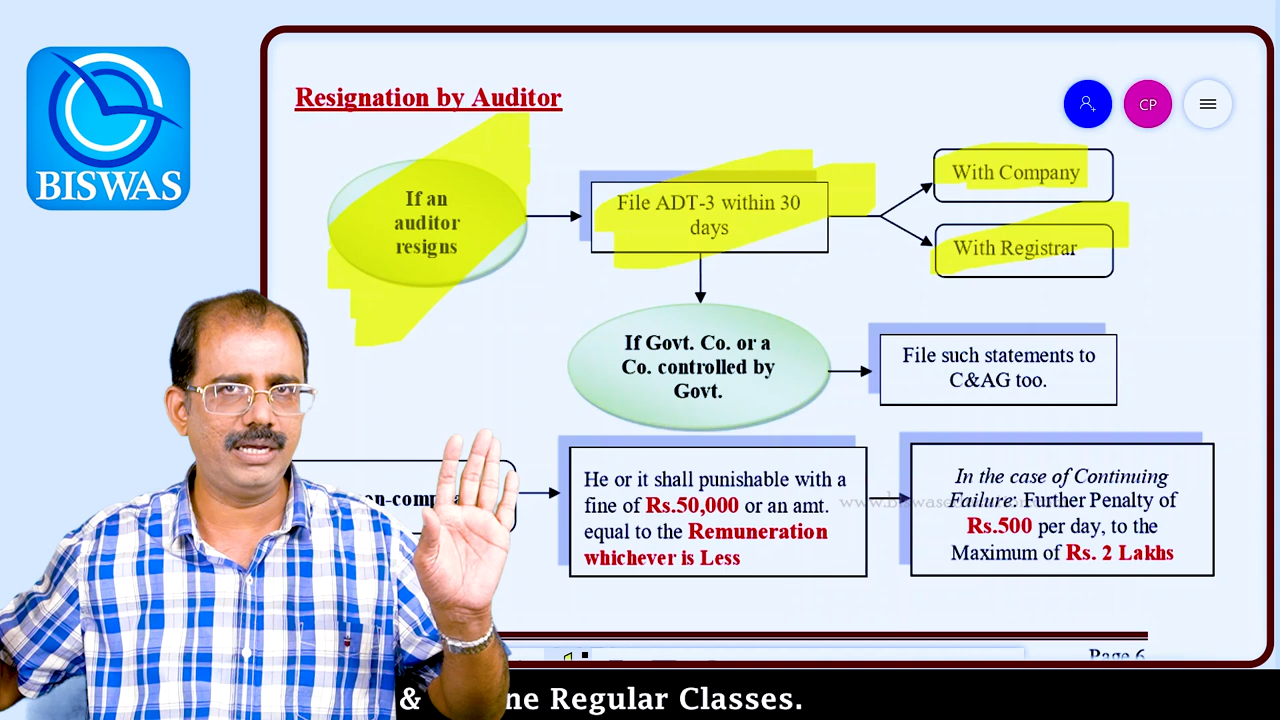 BISWAS
Resignation by Auditor
CP
If an
auditor
resigns
File ADT-3 within 30
days
With Company
With Registrar
If Govt. Co. or a
Co. controlled by
Govt.
File such statements to
C&AG too.
He or it shall punishable with a
fine of Rs.50,000 or an amt.
equal to the Remuneration
whichever is Less
In the case of Continuing
Failure: Further Penalty of
Rs.500 per day, to the
Maximum of Rs. 2 Lakhs
Page 6
& Regular Classes.